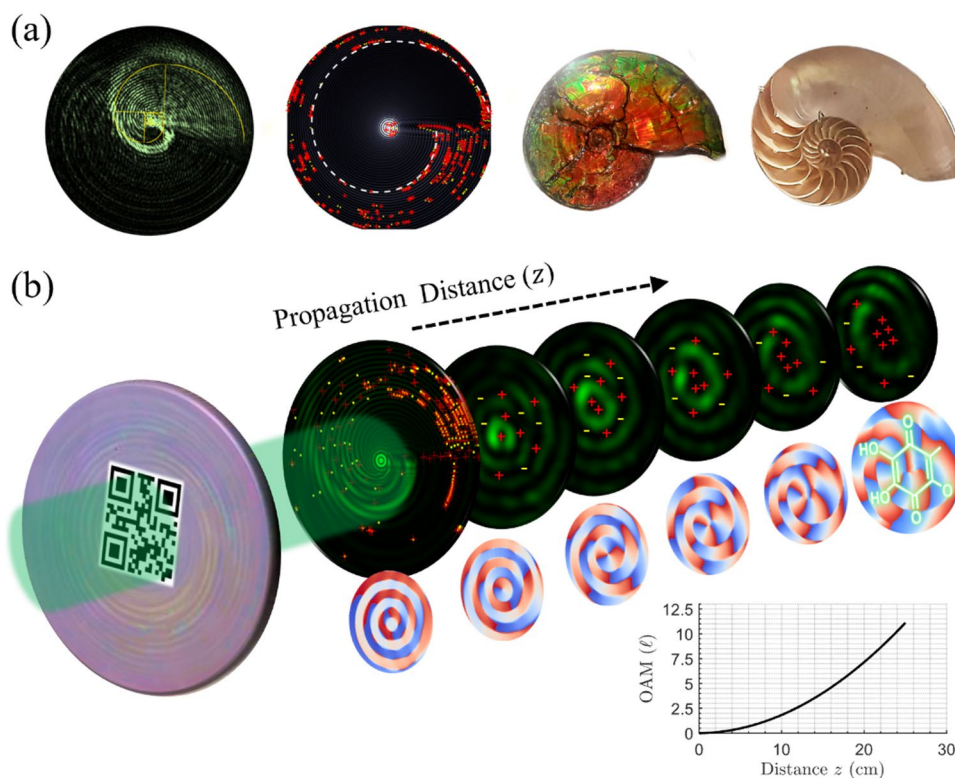 (a)
(b)
Propagation Distance (z)
HO
O
HO
O
O
12.5
10
7.5
5
2.5
0
OAM (ℓ)
0 10 20 30
Distance z (cm)